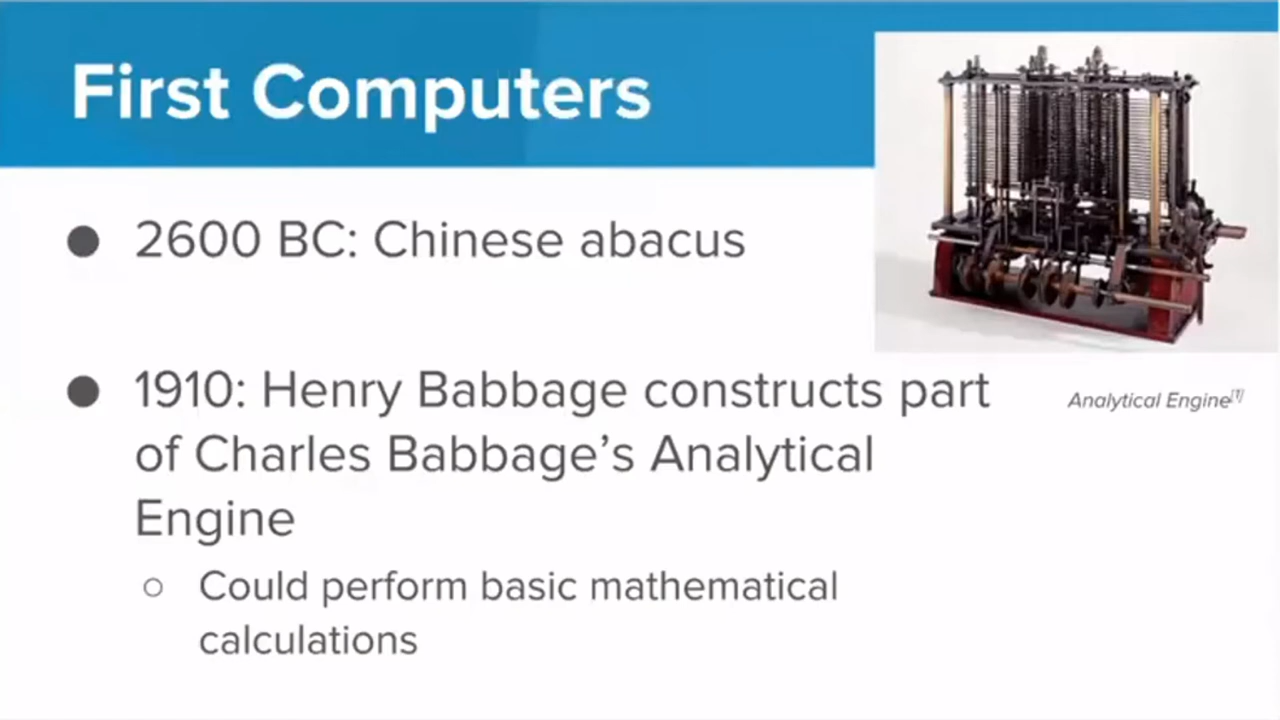 First Computers
2600 BC: Chinese abacus
1910: Henry Babbage constructs part
of Charles Babbage’s Analytical
Engine
Could perform basic mathematical
calculations
Analytical Engine[1]